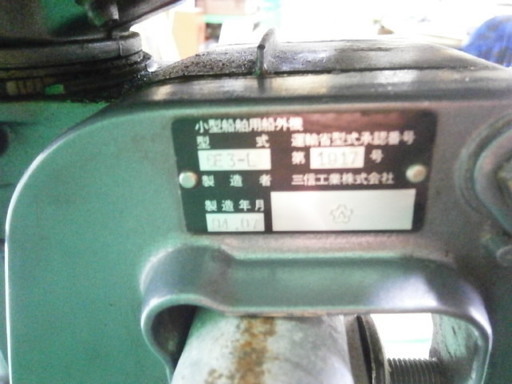 小型船舶用船外機
型 式 運輸省型式承認番号
6E3-L 第 1917 号
製造者 三信工業株式会社
製造年月
01.07